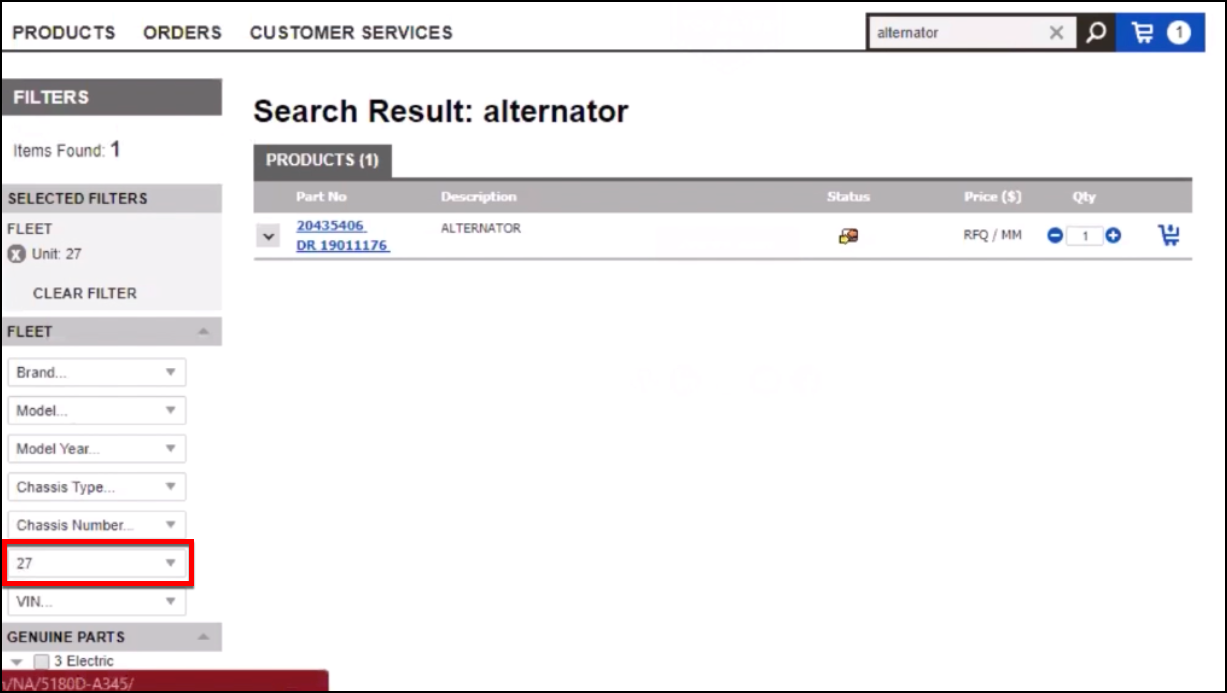 PRODUCTS ORDERS CUSTOMER SERVICES alternator 1
FILTERS
Items Found: 1
SELECTED FILTERS
FLEET
Unit: 27
CLEAR FILTER
FLEET
Brand...
Model...
Model Year...
Chassis Type...
Chassis Number...
27
VIN...
GENUINE PARTS
3 Electric
/NA/5180D-A345/
Search Result: alternator
PRODUCTS (1)
Part No Description Status Price ($) Qty
20435406 ALTERNATOR RFQ / MM 1
DR 19011176